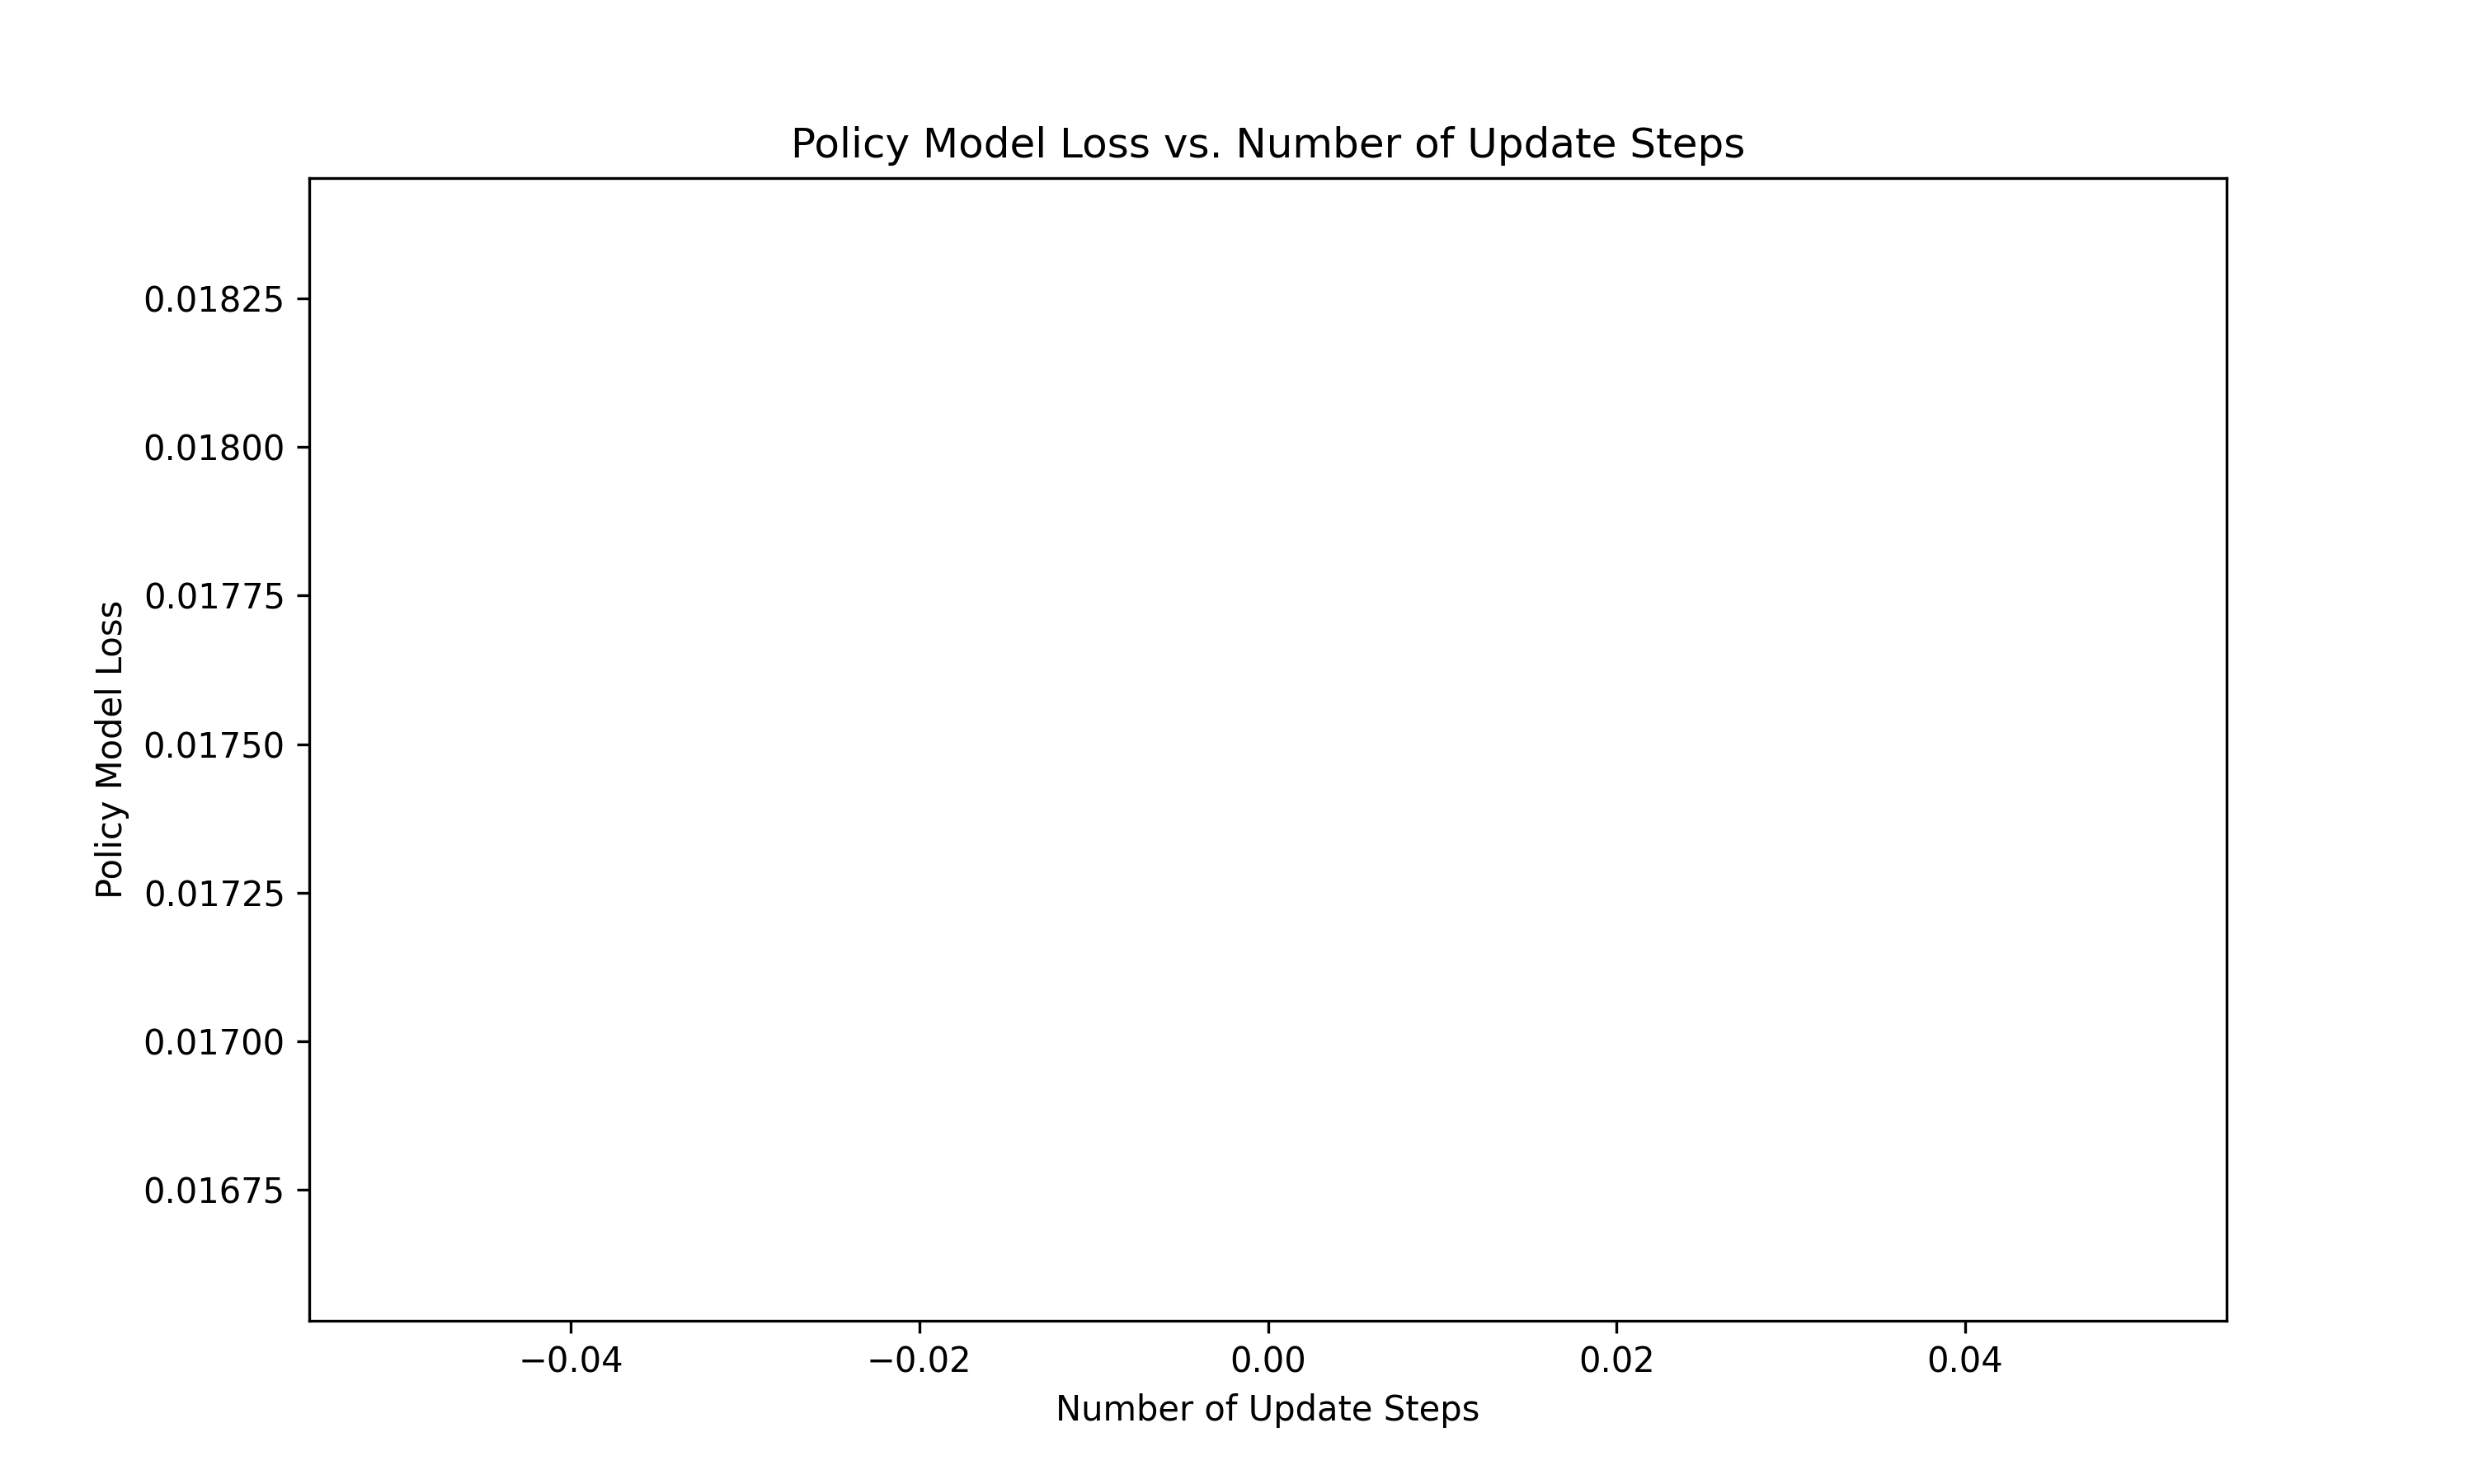 Policy Model Loss vs. Number of Update Steps
Policy Model Loss
0.01825
0.01800
0.01775
0.01750
0.01725
0.01700
0.01675
−0.04 −0.02 0.00 0.02 0.04
Number of Update Steps